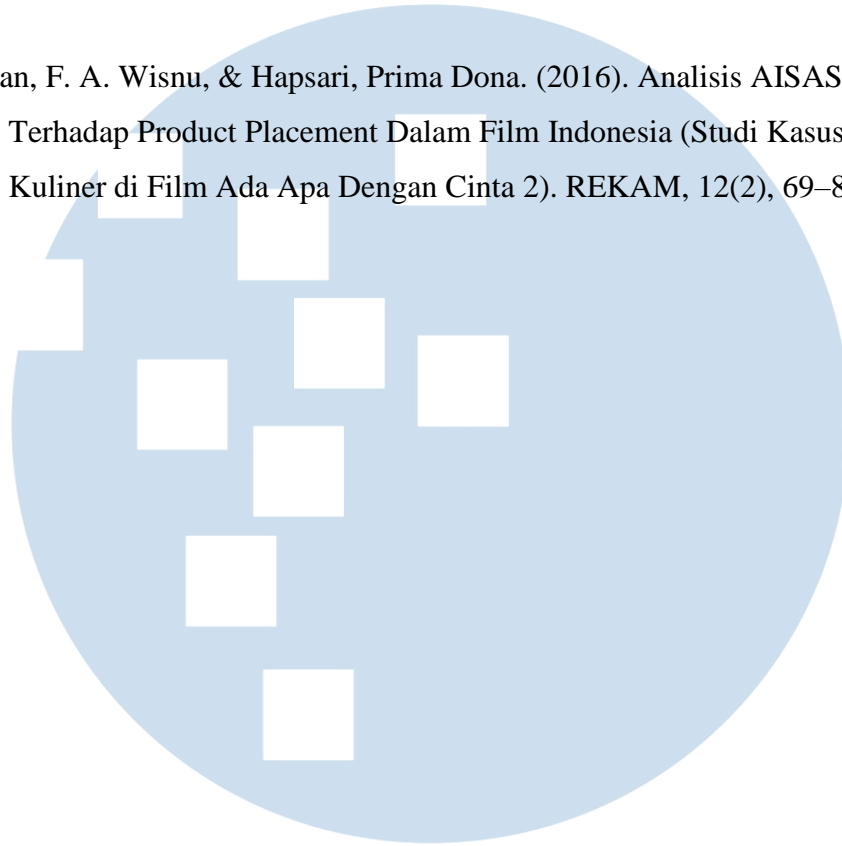 an, F. A. Wisnu, & Hapsari, Prima Dona. (2016). Analisis AISAS
Terhadap Product Placement Dalam Film Indonesia (Studi Kasus
Kuliner di Film Ada Apa Dengan Cinta 2). REKAM, 12(2), 69–8